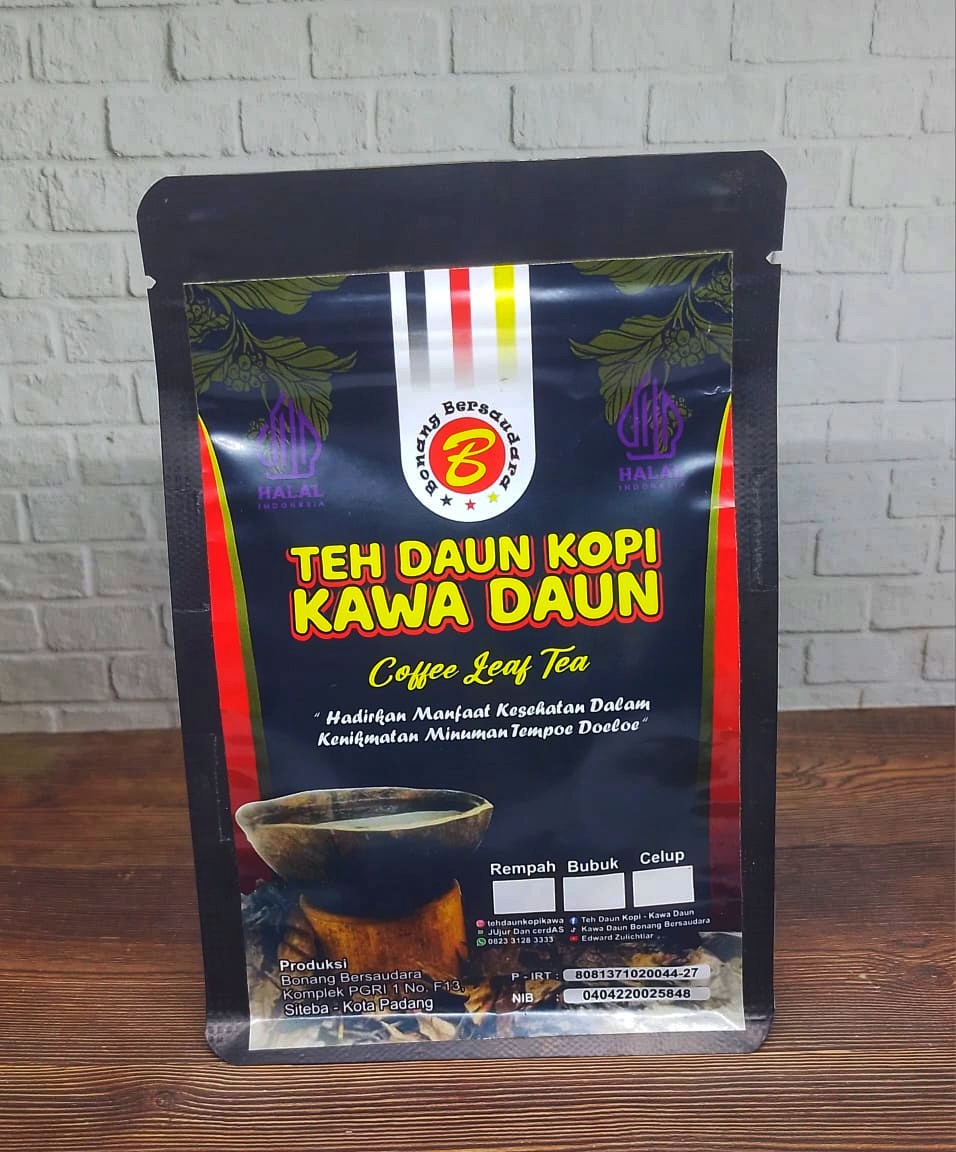 Bonang Bersaudara
B
HALAL
INDONESIA
HALAL
INDONESIA
TEH DAUN KOPI
KAWA DAUN
Coffee Leaf Tea
“ Hadirkan Manfaat Kesehatan Dalam
Kenikmatan Minuman Tempoe Doeloe “
Rempah Bubuk Celup
tehdaunkopikawa
JUjur Dan cerdAS
0823 3128 3333
Teh Daun Kopi - Kawa Daun
Kawa Daun Bonang Bersaudara
Edward Zulichtiar
Produksi
Bonang Bersaudara
Komplek PGRI 1 No. F13,
Siteba - Kota Padang
P - IRT : 8081371020044-27
NIB : 0404220025848